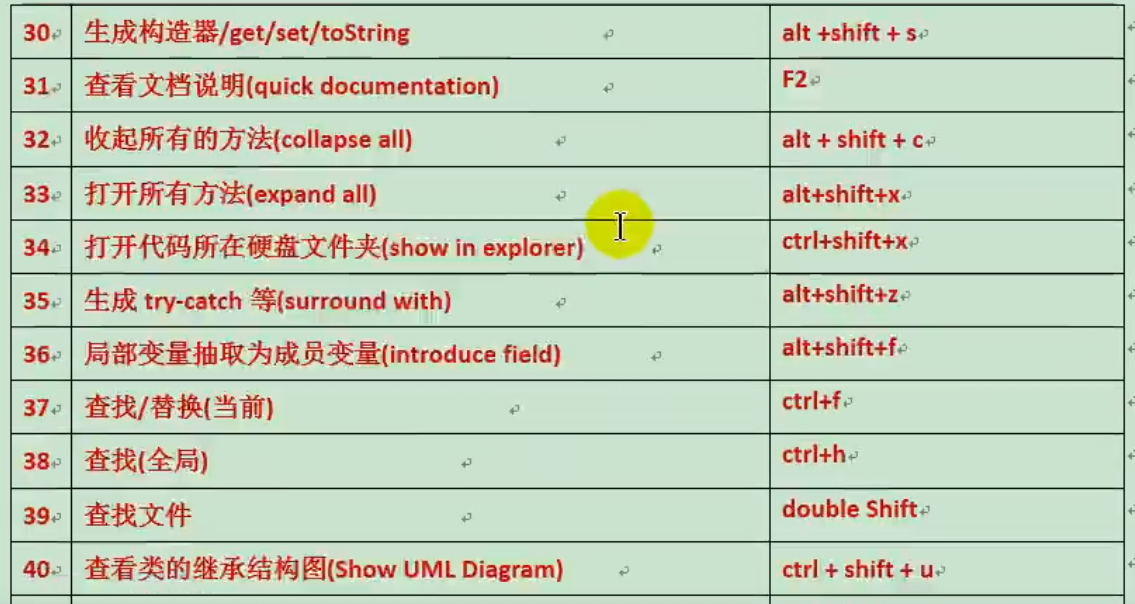 30 生成构造器/get/set/toString alt +shift + s
31 查看文档说明(quick documentation) F2
32 收起所有的方法(collapse all) alt + shift + c
33 打开所有方法(expand all) alt+shift+x
34 打开代码所在硬盘文件夹(show in explorer) ctrl+shift+x
35 生成 try-catch 等(surround with) alt+shift+z
36 局部变量抽取为成员变量(introduce field) alt+shift+f
37 查找/替换(当前) ctrl+f
38 查找(全局) ctrl+h
39 查找文件 double Shift
40 查看类的继承结构图(Show UML Diagram) ctrl + shift + u